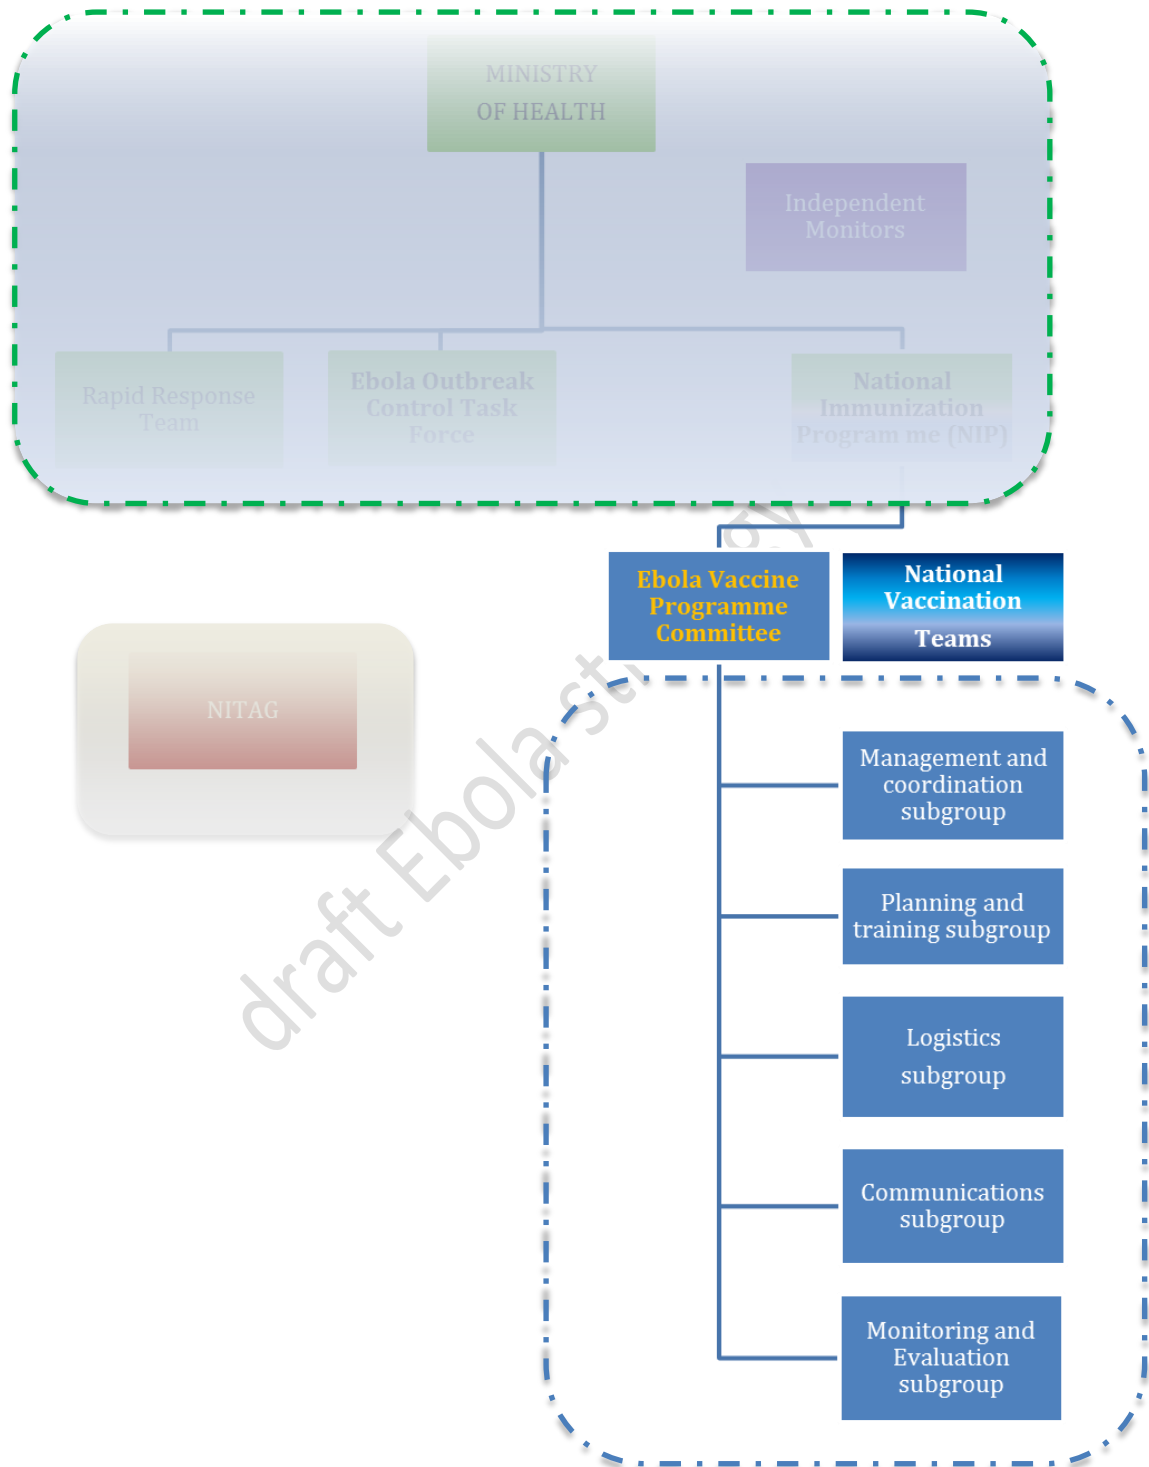 MINISTRY
OF HEALTH
Independent
Monitors
Rapid Response
Team
Ebola Outbreak
Control Task
Force
National
Immunization
Program me (NIP)
Ebola Vaccine
Programme
Committee
National
Vaccination
Teams
NITAG
Management and
coordination
subgroup
Planning and
training subgroup
Logistics
subgroup
Communications
subgroup
Monitoring and
Evaluation
subgroup
draft Ebola